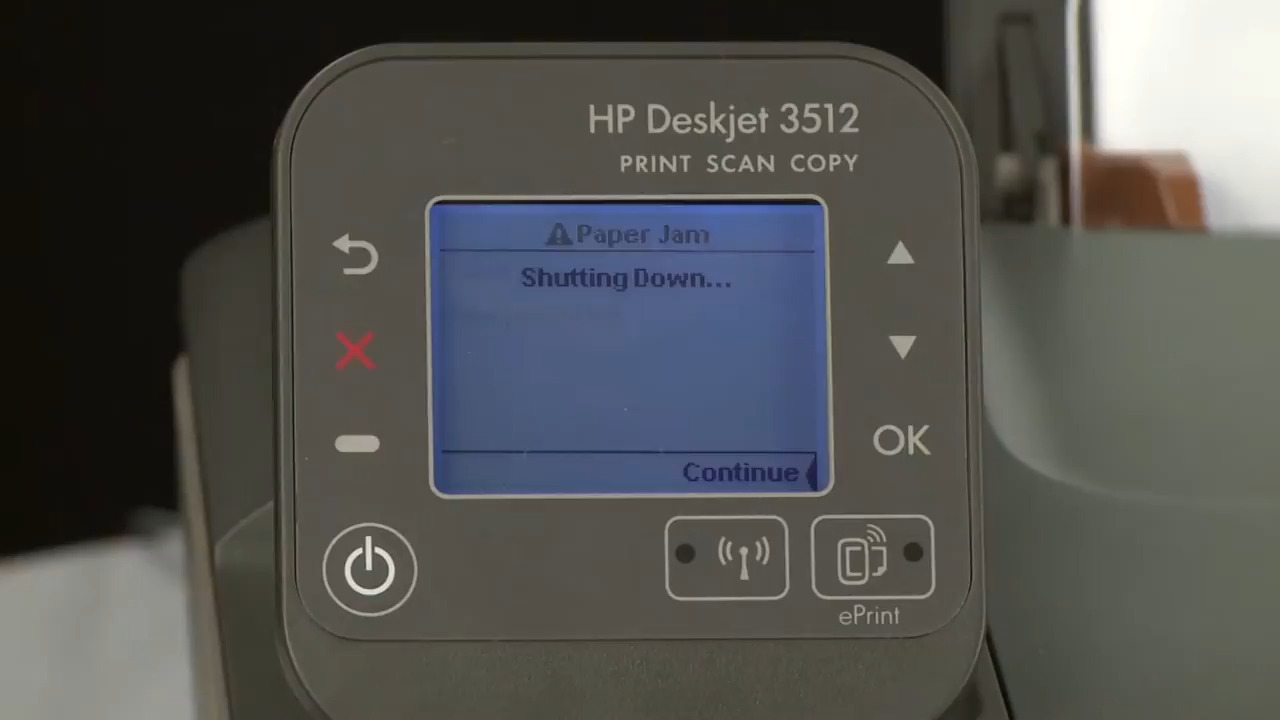 HP Deskjet 3512
PRINT SCAN COPY
Paper Jam
Shutting Down...
Continue
OK
ePrint